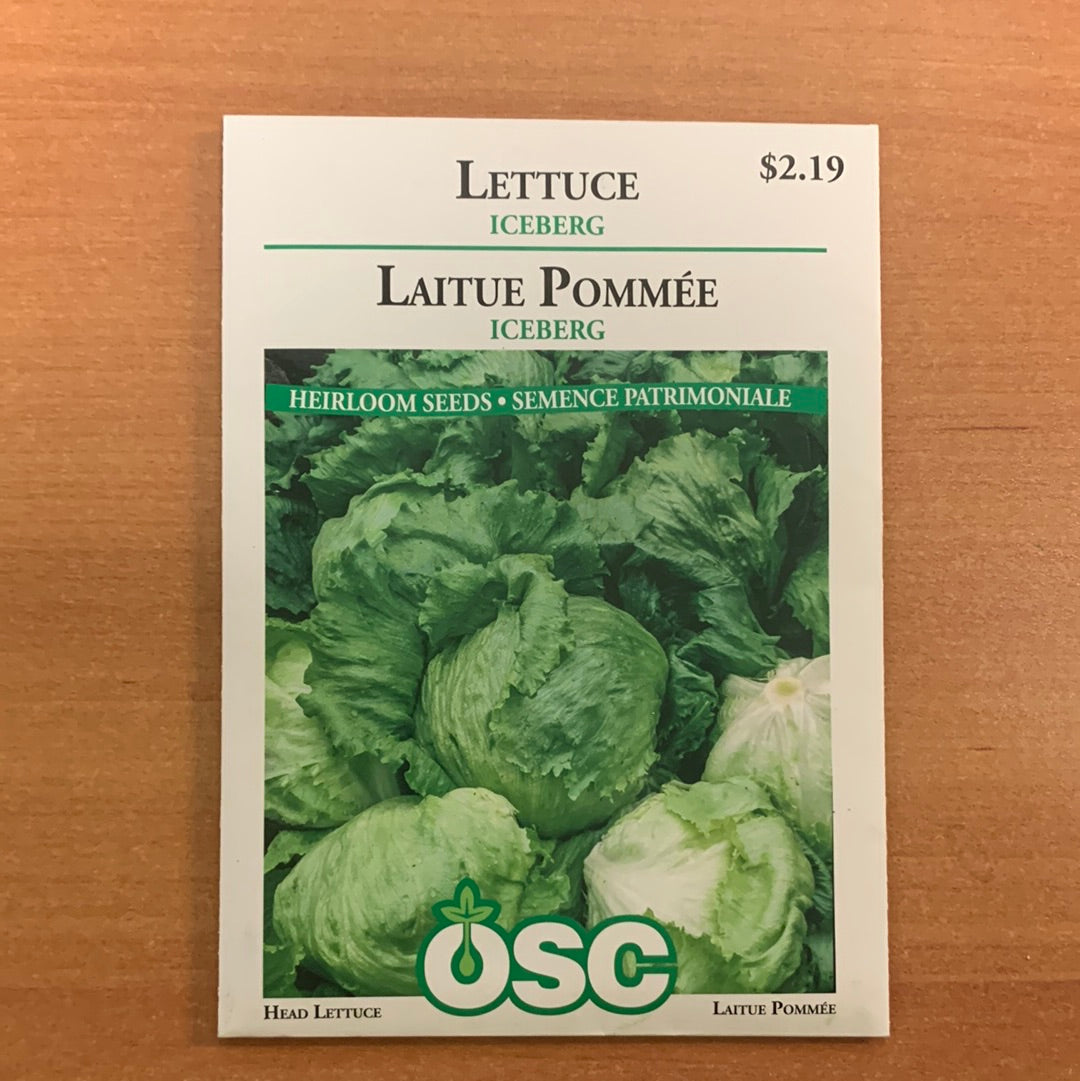 LETTUCE
$2.19
ICEBERG
LAITUE POMMÉE
ICEBERG
HEIRLOOM SEEDS • SEMENCE PATRIMONIALE
OSC
HEAD LETTUCE
LAITUE POMMÉE